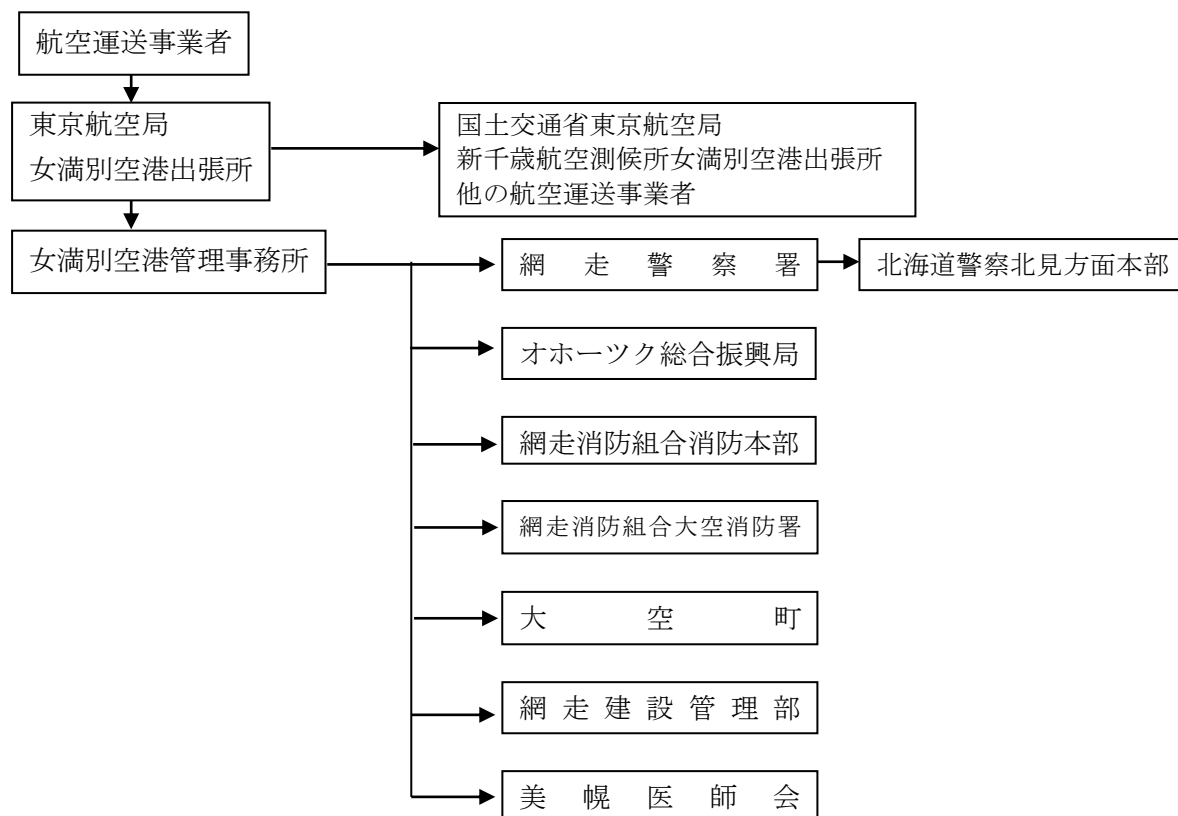 航空運送事業者
東京航空局
女満別空港出張所
国土交通省東京航空局
新千歳航空測候所女満別空港出張所
他の航空運送事業者
女満別空港管理事務所
網走警察署
北海道警察北見方面本部
オホーツク総合振興局
網走消防組合消防本部
網走消防組合大空消防署
大空町
網走建設管理部
美幌医師会